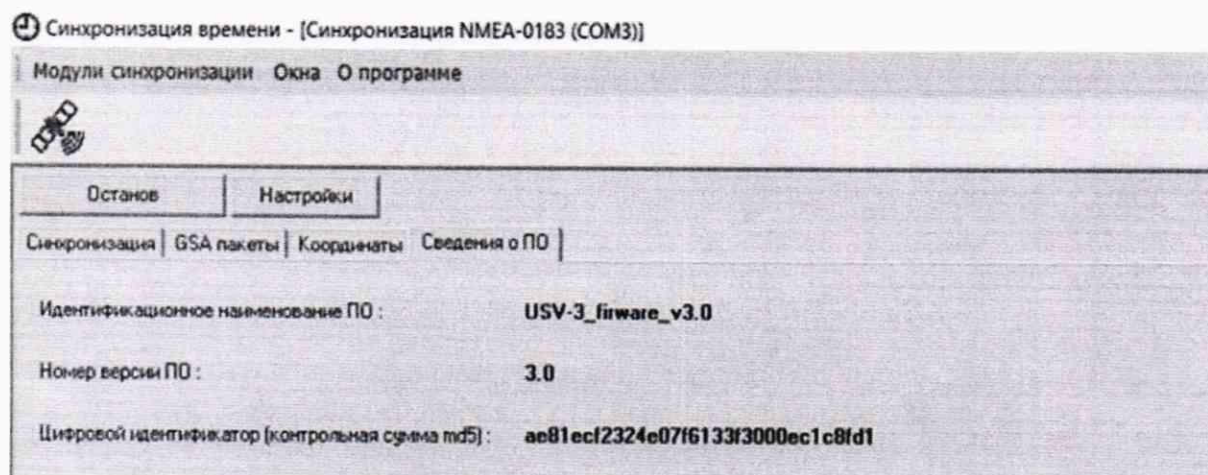 Синхронизация времени - [Синхронизация NMEA-0183 (COM3)]
Модули синхронизации Окна О программе
Останов Настройки
Синхронизация GSA пакеты Координаты Сведения о ПО
Идентификационное наименование ПО : USV-3_firware_v3.0
Номер версии ПО : 3.0
Цифровой идентификатор (контрольная сумма md5) : ae81ecf2324e07f6133f3000ec1c8fd1